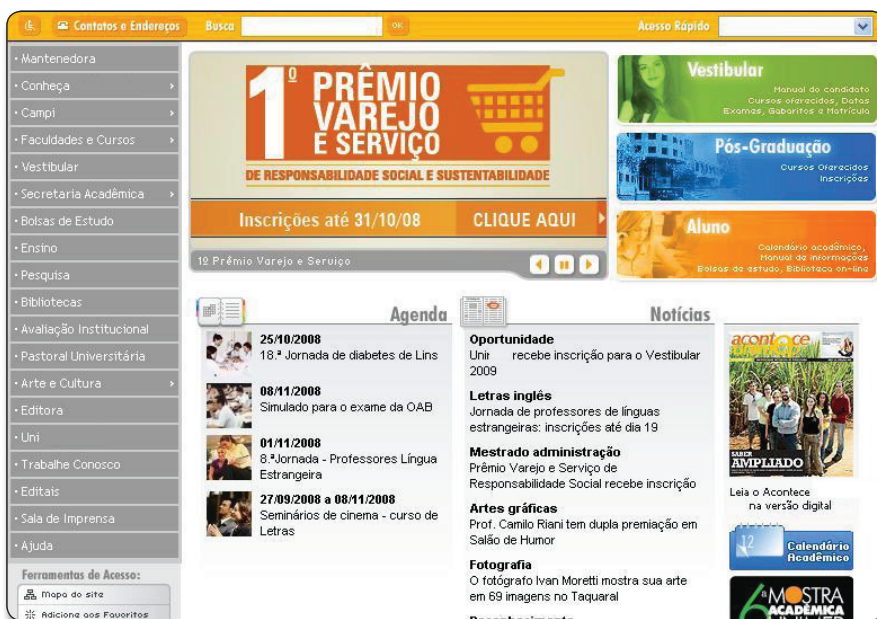 Contatos e Endereços
Busca
OK
Acesso Rápido
• Mantenedora
• Conheça
• Campi
• Faculdades e Cursos
• Vestibular
• Secretaria Acadêmica
• Bolsas de Estudo
• Ensino
• Pesquisa
• Bibliotecas
• Avaliação Institucional
• Pastoral Universitária
• Arte e Cultura
• Editora
• Uni
• Trabalhe Conosco
• Editais
• Sala de Imprensa
• Ajuda
Ferramentas de Acesso:
Mapa do site
Adicione aos Favoritos
1º PRÊMIO
VAREJO
E SERVIÇO
DE RESPONSABILIDADE SOCIAL E SUSTENTABILIDADE
Inscrições até 31/10/08 CLIQUE AQUI
1º Prêmio Varejo e Serviço
Vestibular
Manual do candidato
Cursos oferecidos, Datas
Exames, Gabaritos e Matrícula
Pós-Graduação
Cursos Oferecidos
Inscrições
Aluno
Calendário acadêmico,
Manual de informações
Bolsas de estudo, Biblioteca on-line
Agenda
25/10/2008
18.ª Jornada de diabetes de Lins
08/11/2008
Simulado para o exame da OAB
01/11/2008
8.ªJornada - Professores Língua
Estrangeira
27/09/2008 a 08/11/2008
Seminários de cinema - curso de
Letras
Notícias
Oportunidade
Unir recebe inscrição para o Vestibular
2009
Letras inglês
Jornada de professores de línguas
estrangeiras: inscrições até dia 19
Mestrado administração
Prêmio Varejo e Serviço de
Responsabilidade Social recebe inscrição
Artes gráficas
Prof. Camilo Riani tem dupla premiação em
Salão de Humor
Fotografia
O fotógrafo Ivan Moretti mostra sua arte
em 69 imagens no Taquaral
acontece
SABER
AMPLIADO
Leia o Acontece
na versão digital
12
Calendário
Acadêmico
6ª MOSTRA
ACADÊMICA